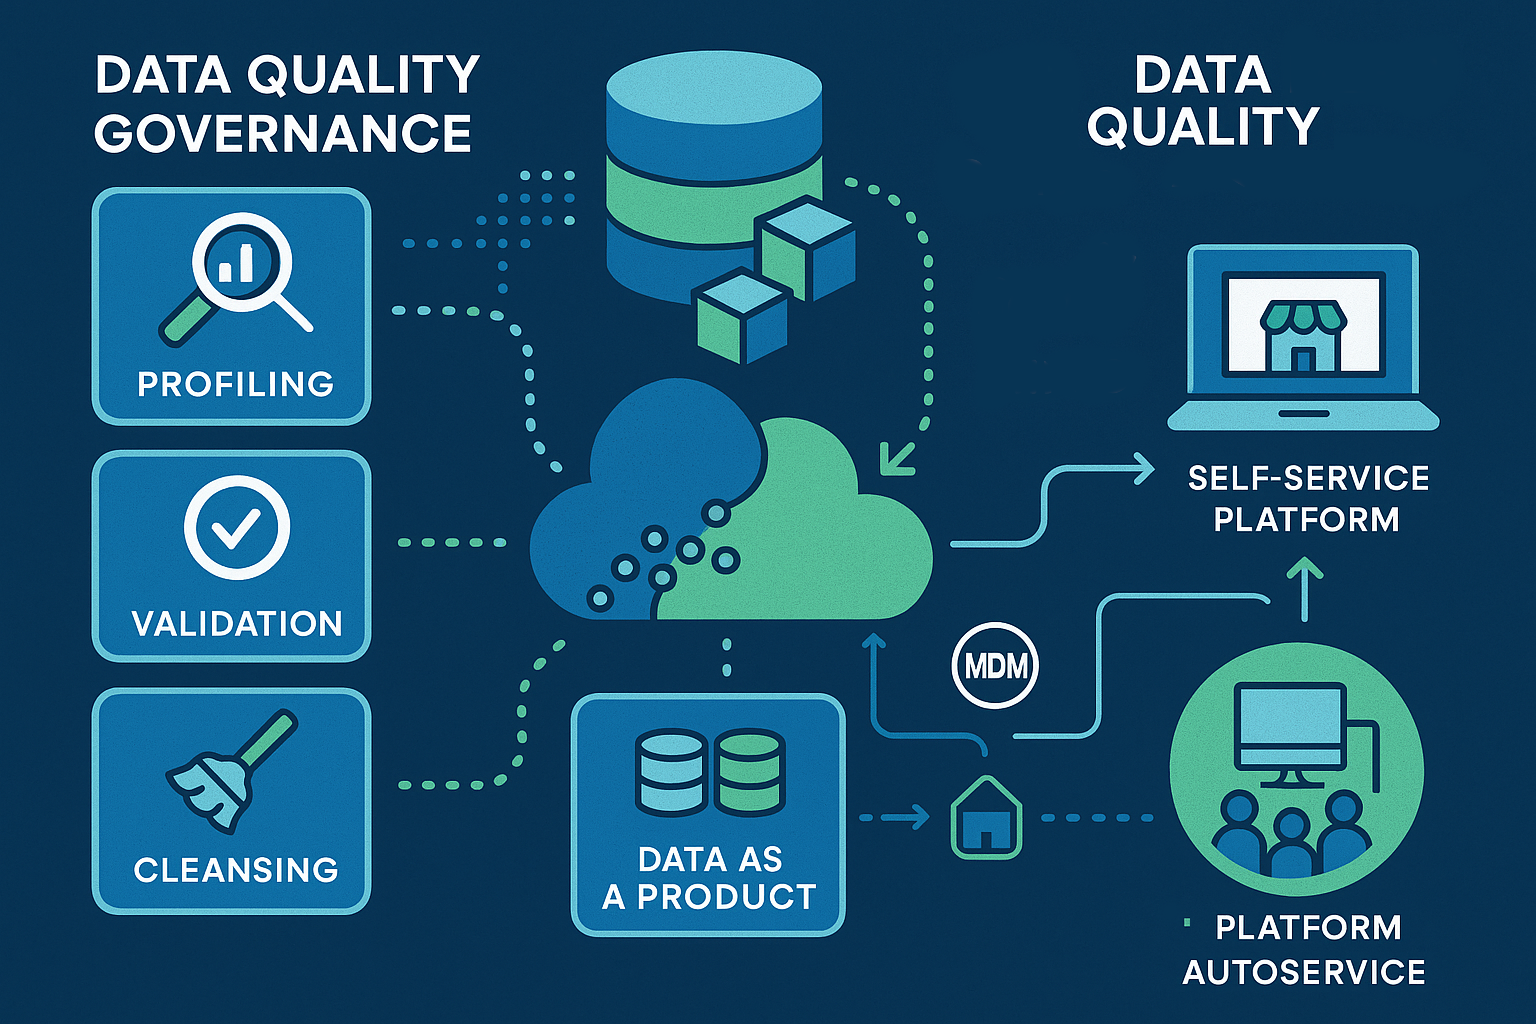 DATA QUALITY
GOVERNANCE
DATA
QUALITY
PROFILING
VALIDATION
CLEANSING
SELF-SERVICE
PLATFORM
MDM
DATA AS
A PRODUCT
PLATFORM
AUTOSERVICE